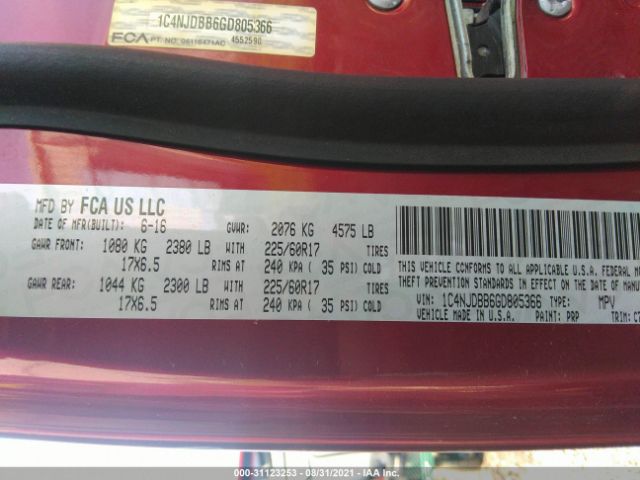 1C4NJDBB6GD805366
FCA PT. NO. 4552590
MFD BY FCA US LLC
DATE OF MFR(BUILT): 6-16 GVWR: 2076 KG 4575 LB
GAWR FRONT: 1080 KG 2380 LB WITH 225/60R17 TIRES
17X6.5 RIMS AT 240 KPA ( 35 PSI) COLD
GAWR REAR: 1044 KG 2300 LB WITH 225/60R17 TIRES
17X6.5 RIMS AT 240 KPA ( 35 PSI) COLD
THIS VEHICLE CONFORMS TO ALL APPLICABLE U.S.A. FEDERAL
THEFT PREVENTION STANDARDS IN EFFECT ON THE DATE OF MAN
VIN: 1C4NJDBB6GD805366 TYPE: MPV
VEHICLE MADE IN U.S.A. PAINT: PRP TRIM:
000-31123253 - 08/31/2021 - IAA Inc.